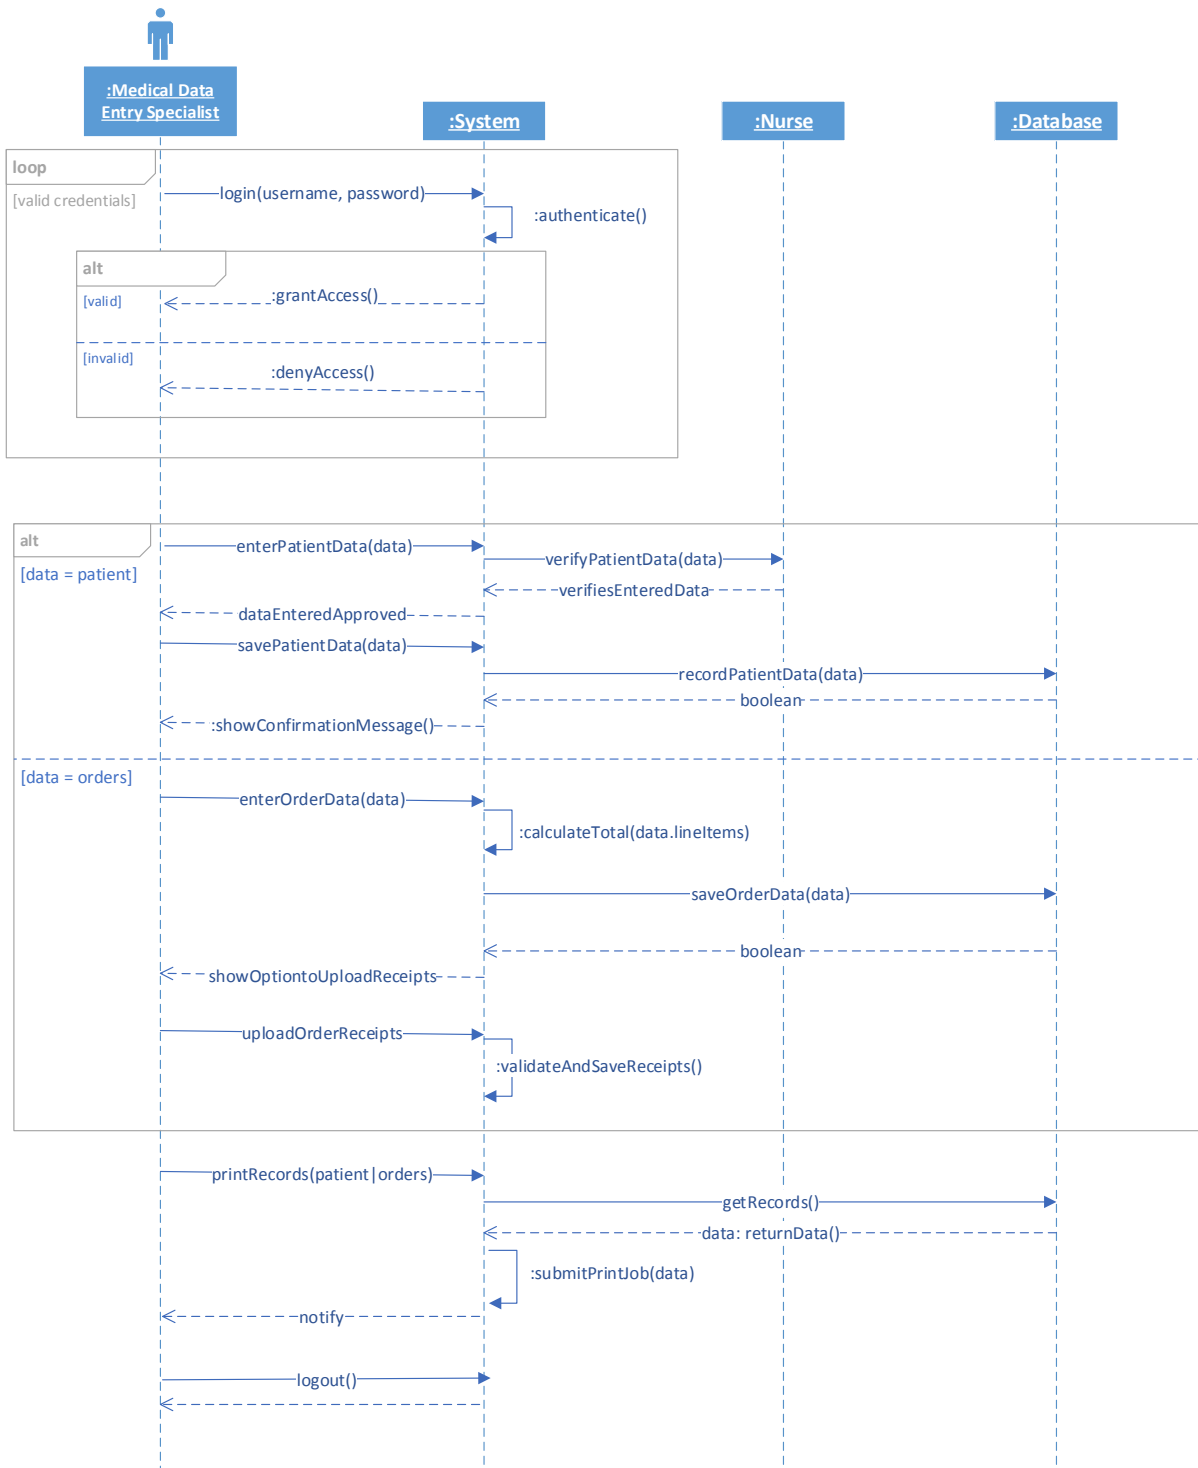 :Medical Data
Entry Specialist
:System
:Nurse
:Database
loop
[valid credentials]
login(username, password)
:authenticate()
alt
[valid]
:grantAccess()
[invalid]
:denyAccess()
alt
[data = patient]
enterPatientData(data)
verifyPatientData(data)
verifiesEnteredData
dataEnteredApproved
savePatientData(data)
recordPatientData(data)
boolean
:showConfirmationMessage()
[data = orders]
enterOrderData(data)
:calculateTotal(data.lineItems)
saveOrderData(data)
boolean
showOptiontoUploadReceipts
uploadOrderReceipts
:validateAndSaveReceipts()
printRecords(patient|orders)
getRecords()
data: returnData()
:submitPrintJob(data)
notify
logout()